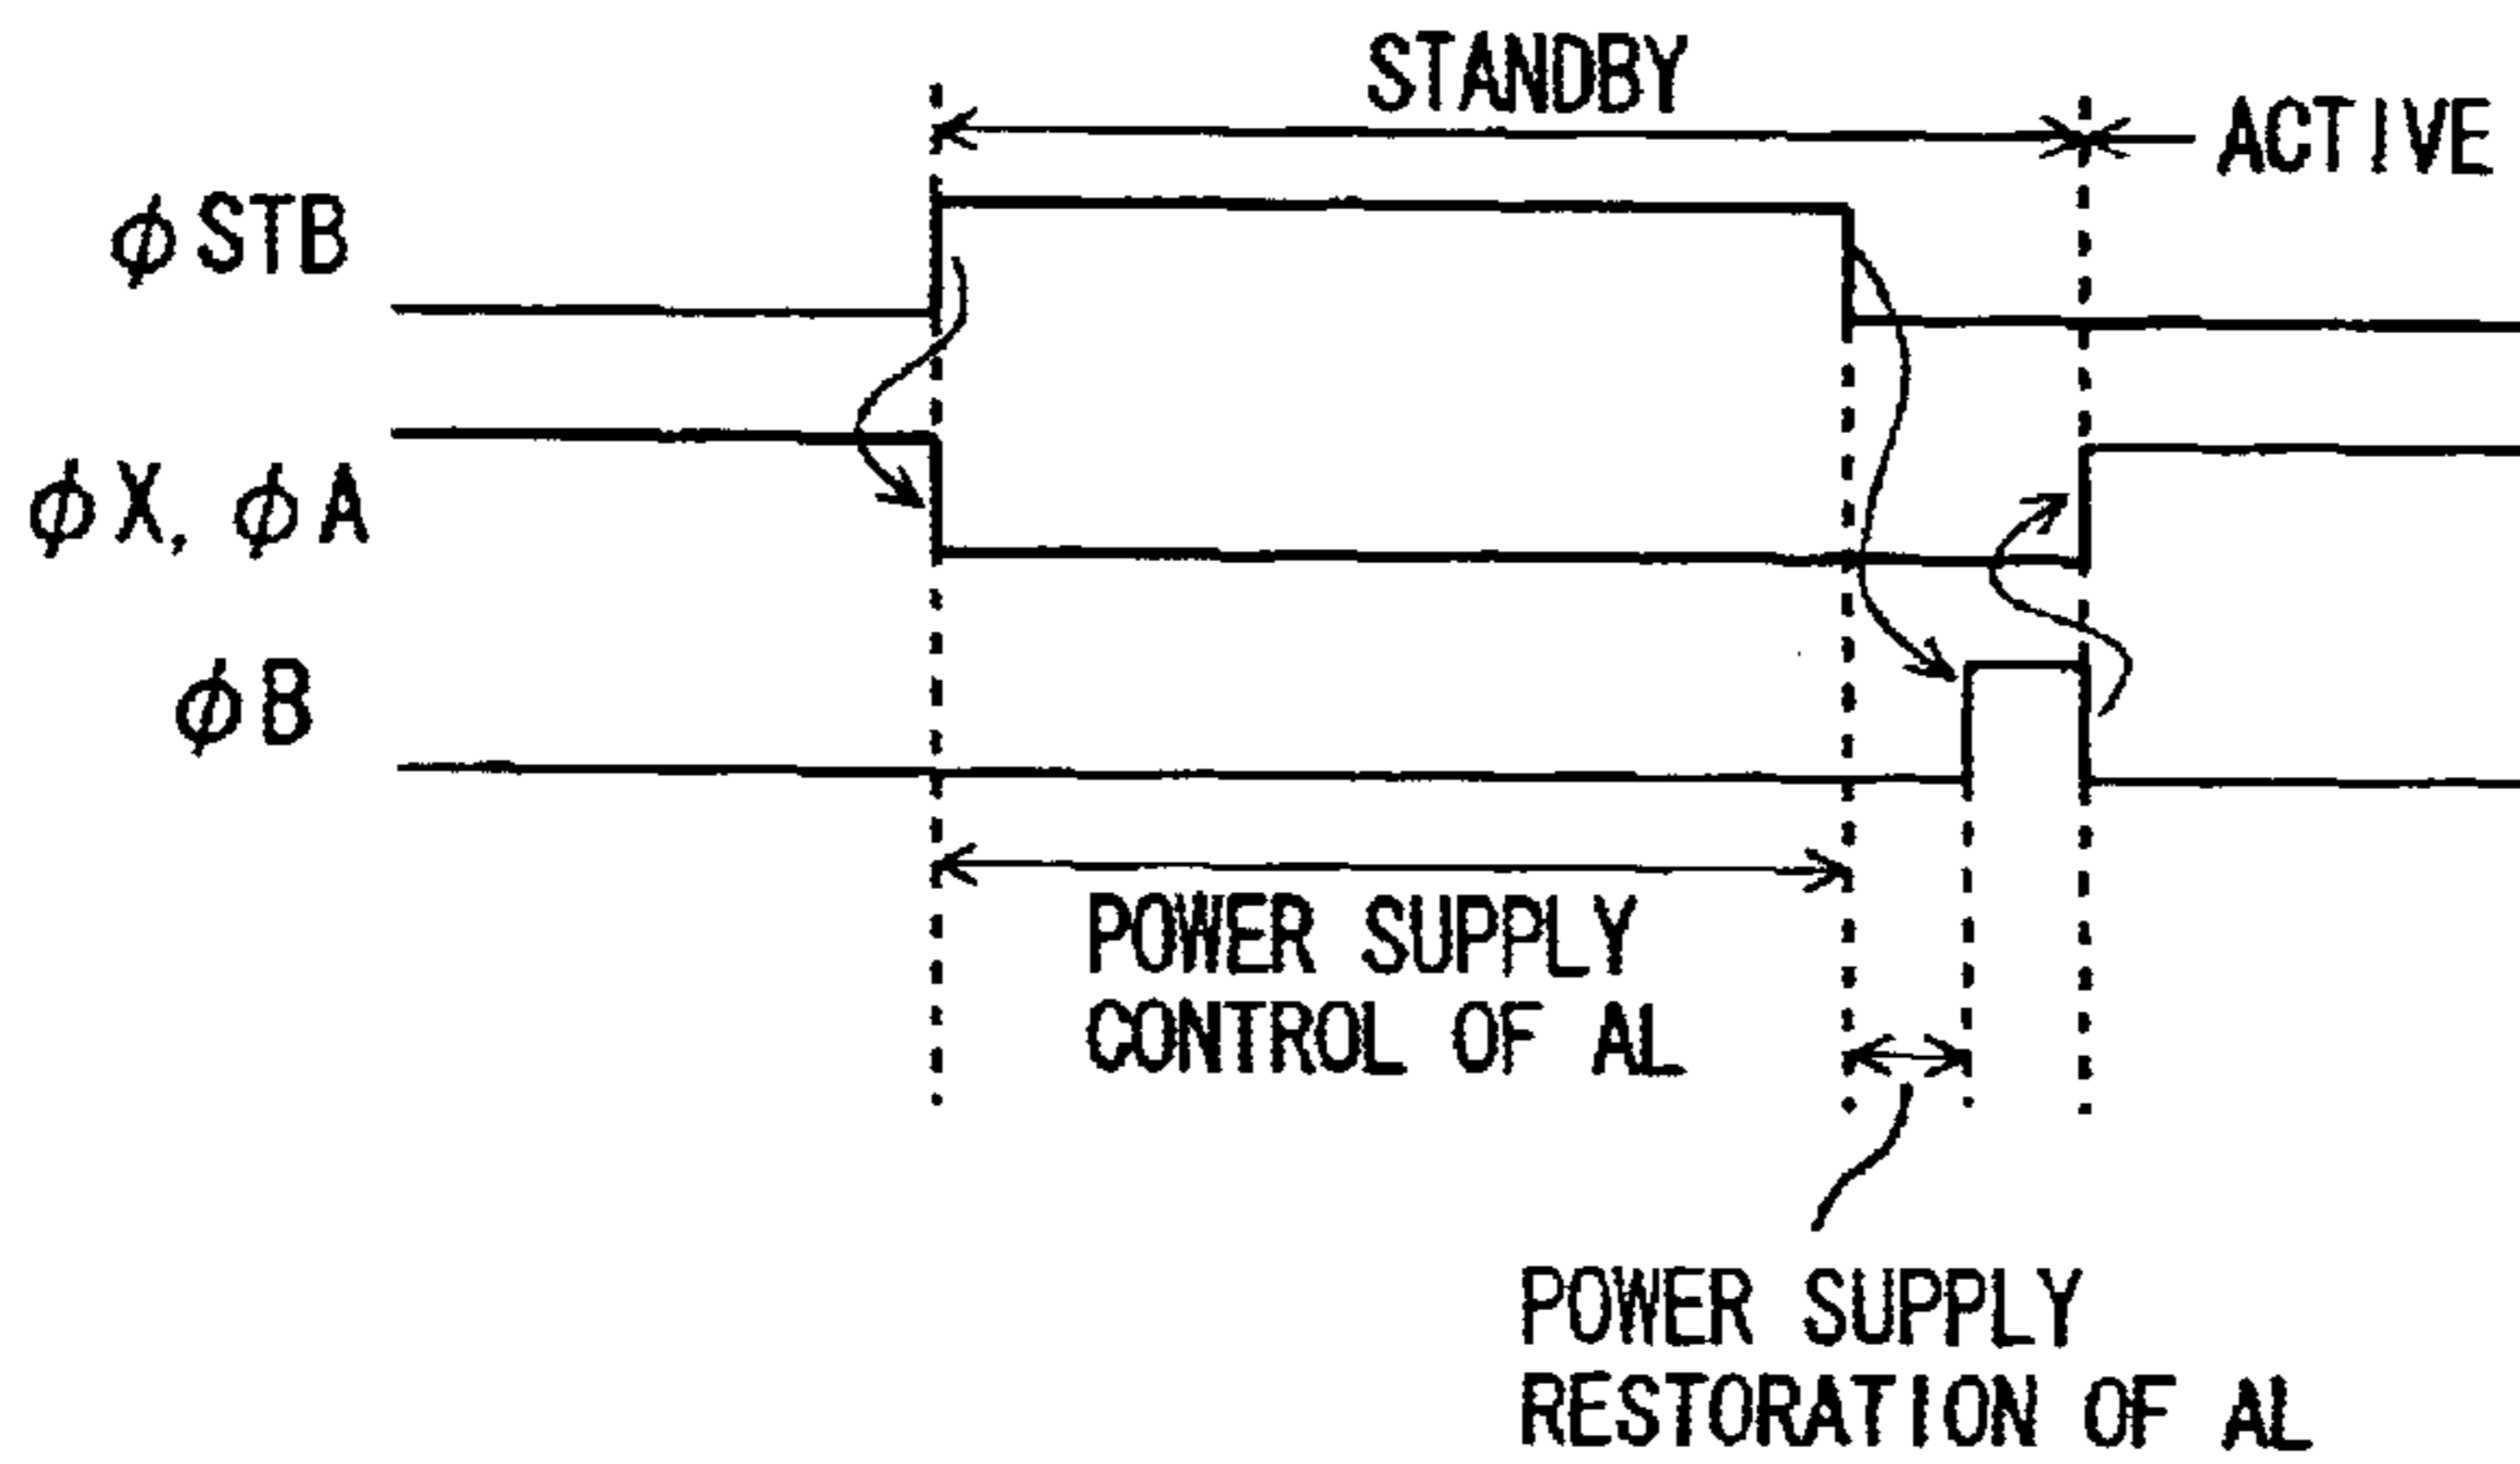 STANDBY
ACTIVE
φSTB
φX, φA
φB
POWER SUPPLY
CONTROL OF AL
POWER SUPPLY
RESTORATION OF AL